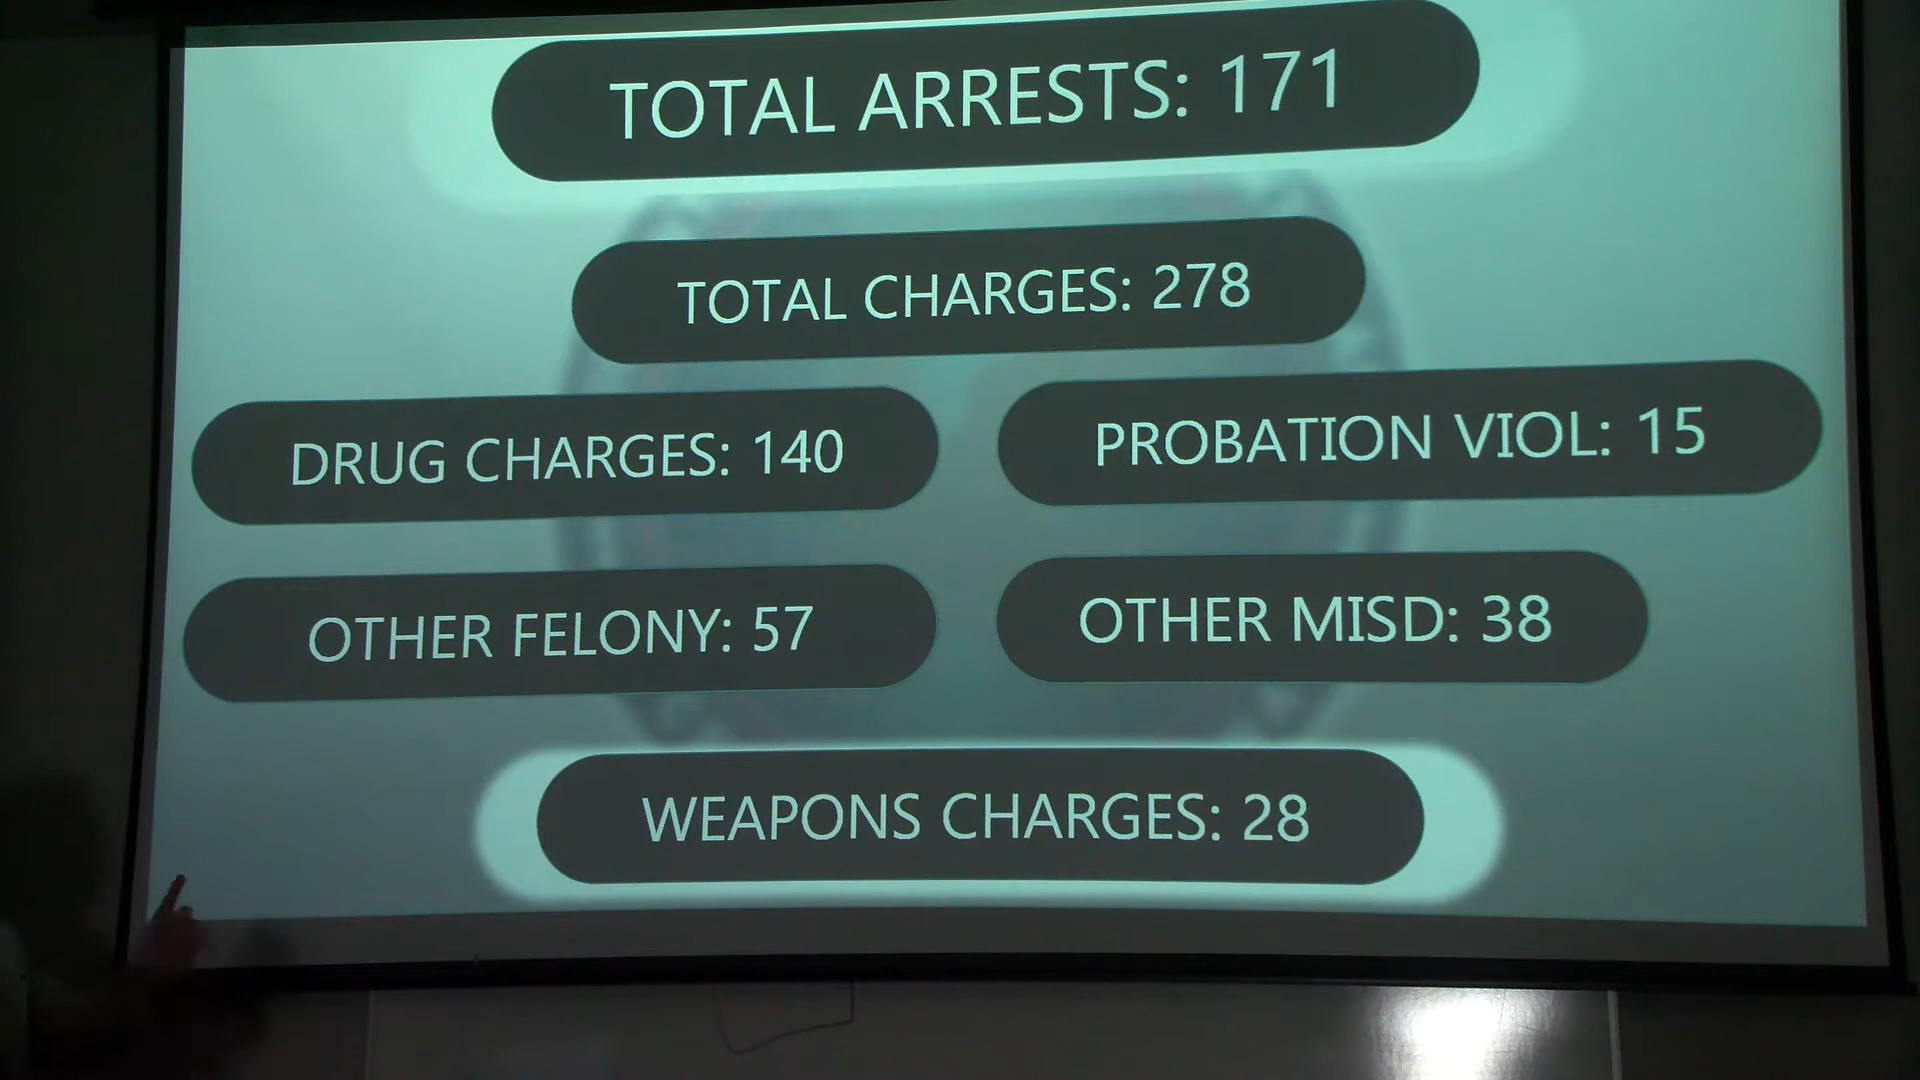 TOTAL ARRESTS: 171
TOTAL CHARGES: 278
DRUG CHARGES: 140
PROBATION VIOL: 15
OTHER FELONY: 57
OTHER MISD: 38
WEAPONS CHARGES: 28